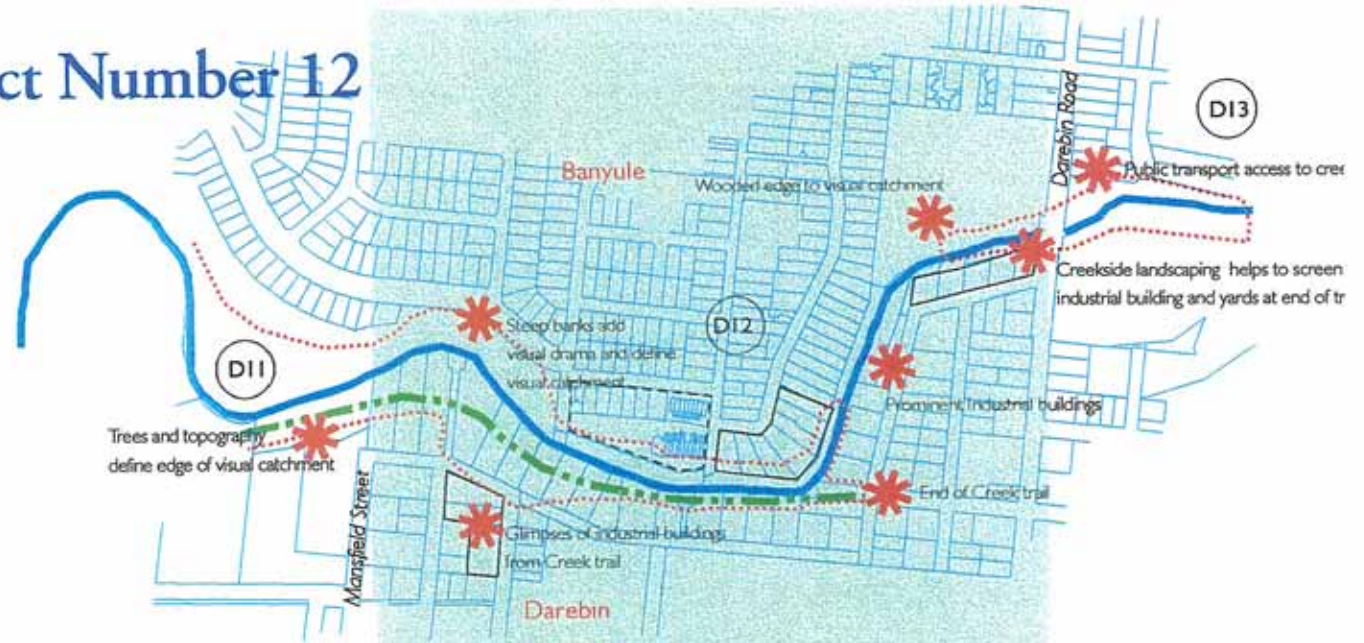 ct Number 12
D13
Darebin Road
Public transport access to cree
Banyule
Wooded edge to visual catchment
Creekside landscaping helps to screen
industrial building and yards at end of tr
D12
Steep banks add
visual drama and define
visual catchment
D11
Prominent industrial buildings
Trees and topography
define edge of visual catchment
End of Creek trail
Mansfield Street
Glimpses of industrial buildings
from Creek trail
Darebin